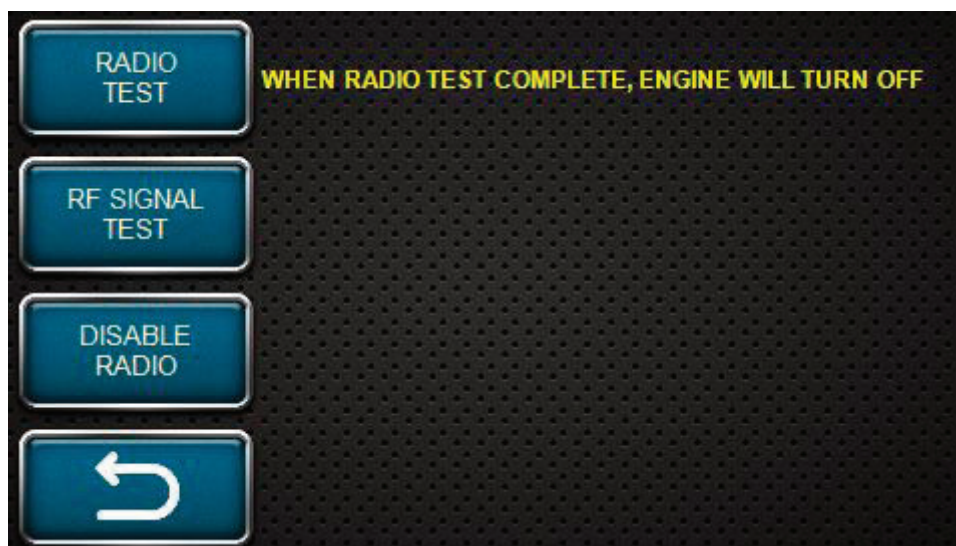 RADIO
TEST
WHEN RADIO TEST COMPLETE, ENGINE WILL TURN OFF
RF SIGNAL
TEST
DISABLE
RADIO